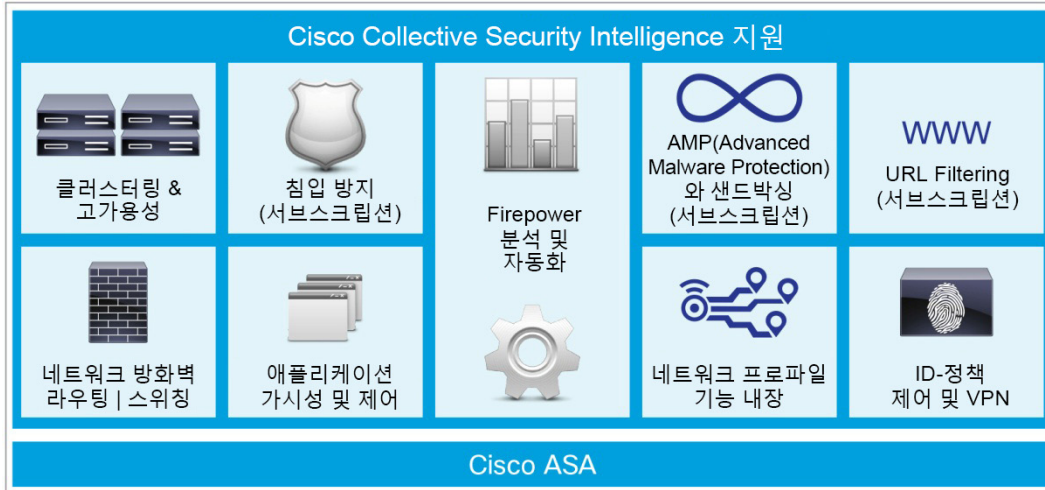 Cisco Collective Security Intelligence 지원
클러스터링 &
고가용성
침입 방지
(서브스크립션)
Firepower
분석 및
자동화
AMP(Advanced
Malware Protection)
와 샌드박싱
(서브스크립션)
WWW
URL Filtering
(서브스크립션)
네트워크 방화벽
라우팅 | 스위칭
애플리케이션
가시성 및 제어
네트워크 프로파일
기능 내장
ID-정책
제어 및 VPN
Cisco ASA